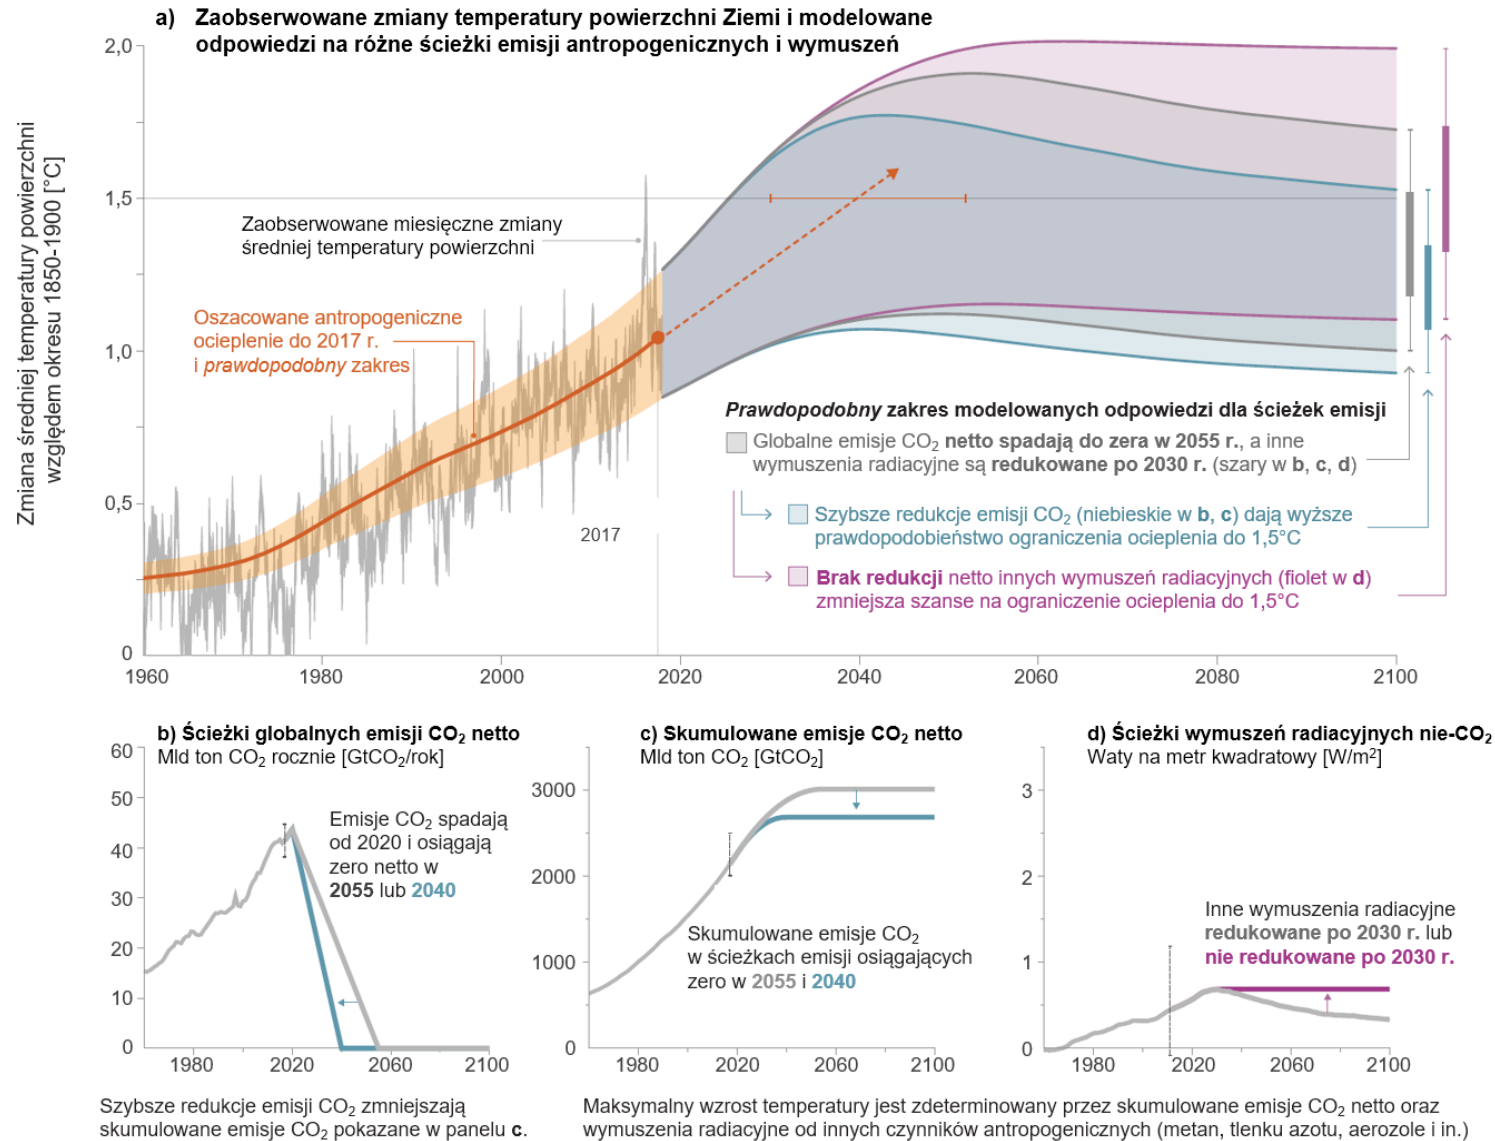 a) Zaobserwowane zmiany temperatury powierzchni Ziemi i modelowane
odpowiedzi na różne ścieżki emisji antropogenicznych i wymuszeń
Zmiana średniej temperatury powierzchni
względem okresu 1850-1900 [°C]
2,0
1,5
1,0
0,5
0
Zaobserwowane miesięczne zmiany
średniej temperatury powierzchni
Oszacowane antropogeniczne
ocieplenie do 2017 r.
i prawdopodobny zakres
2017
Prawdopodobny zakres modelowanych odpowiedzi dla ścieżek emisji
Globalne emisje CO₂ netto spadają do zera w 2055 r., a inne
wymuszenia radiacyjne są redukowane po 2030 r. (szary w b, c, d)
Szybsze redukcje emisji CO₂ (niebieskie w b, c) dają wyższe
prawdopodobieństwo ograniczenia ocieplenia do 1,5°C
Brak redukcji netto innych wymuszeń radiacyjnych (fiolet w d)
zmniejsza szanse na ograniczenie ocieplenia do 1,5°C
1960 1980 2000 2020 2040 2060 2080 2100
b) Ścieżki globalnych emisji CO₂ netto
Mld ton CO₂ rocznie [GtCO₂/rok]
60
50
40
30
20
10
0
Emisje CO₂ spadają
od 2020 i osiągają
zero netto w
2055 lub 2040
1980 2020 2060 2100
Szybsze redukcje emisji CO₂ zmniejszają
skumulowane emisje CO₂ pokazane w panelu c.
c) Skumulowane emisje CO₂ netto
Mld ton CO₂ [GtCO₂]
3000
2000
1000
0
Skumulowane emisje CO₂
w ścieżkach emisji osiągających
zero w 2055 i 2040
1980 2020 2060 2100
d) Ścieżki wymuszeń radiacyjnych nie-CO₂
Waty na metr kwadratowy [W/m²]
3
2
1
0
Inne wymuszenia radiacyjne
redukowane po 2030 r. lub
nie redukowane po 2030 r.
1980 2020 2060 2100
Maksymalny wzrost temperatury jest zdeterminowany przez skumulowane emisje CO₂ netto oraz
wymuszenia radiacyjne od innych czynników antropogenicznych (metan, tlenku azotu, aerozole i in.)